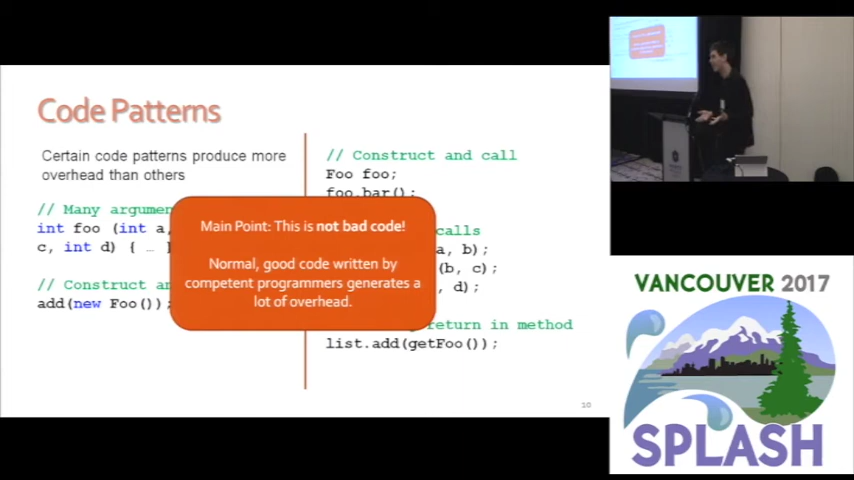 Code Patterns
Certain code patterns produce more
overhead than others
// Many argumen
int foo (int a,
c, int d) { …
// Construct an
add(new Foo());
// Construct and call
Foo foo;
foo.bar();
calls
a, b);
(b, c);
, d);
return in method
list.add(getFoo());
Main Point: This is not bad code!
Normal, good code written by
competent programmers generates a
lot of overhead.
10
VANCOUVER 2017
SPLASH